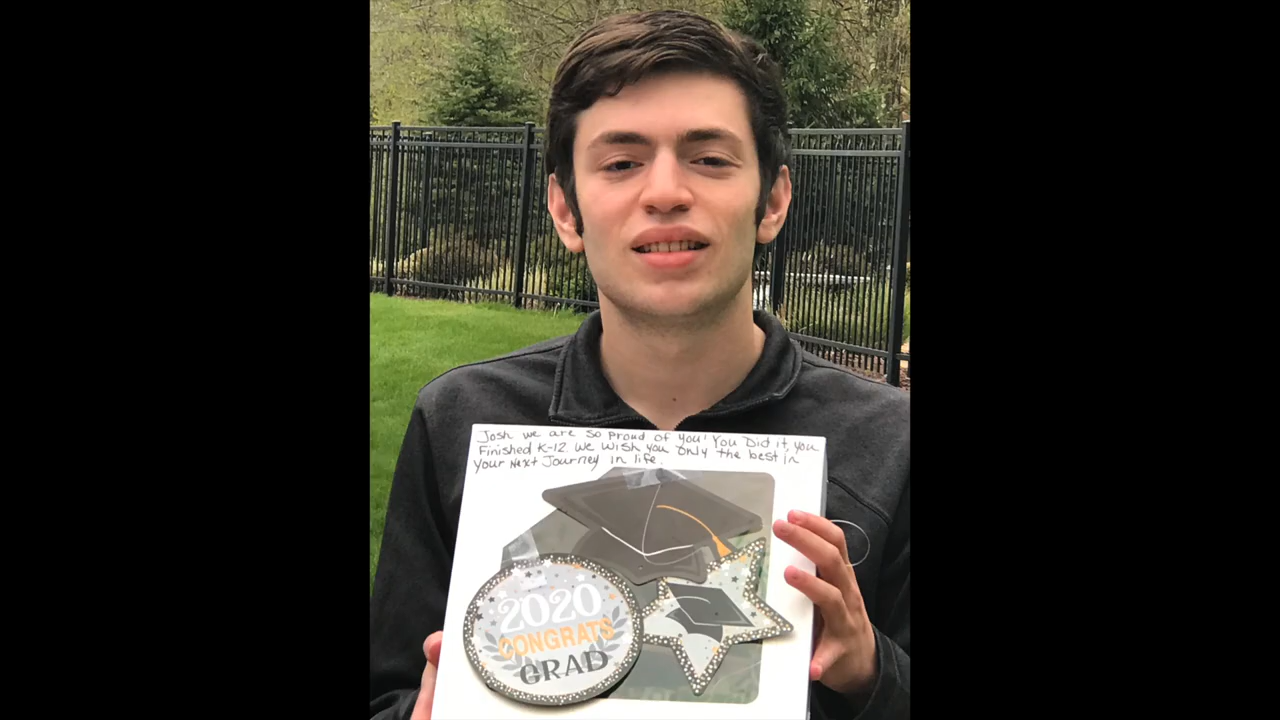 Josh we are so proud of you! You Did it, you
Finished K-12. We wish you only the best in
your Next Journey in life.
2020
CONGRATS
GRAD